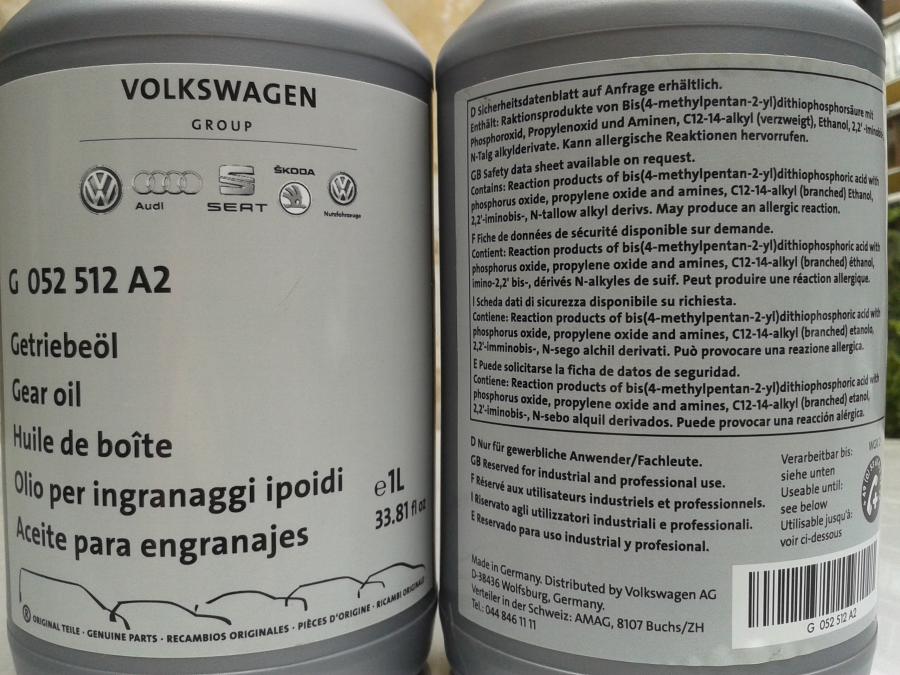 VOLKSWAGEN
GROUP
Audi
SEAT
ŠKODA
Nutzfahrzeuge
G 052 512 A2
Getriebeöl
Gear oil
Huile de boîte
Olio per ingranaggi ipoidi
Aceite para engranajes
e 1L
33.81 fl oz
® ORIGINAL TEILE · GENUINE PARTS · RECAMBIOS ORIGINALES · PIÈCES D'ORIGINE · RICAMBI ORIGINALI
D Sicherheitsdatenblatt auf Anfrage erhältlich.
Enthält: Raktionsprodukte von Bis(4-methylpentan-2-yl)dithiophosphorsäure mit
Phosphoroxid, Propylenoxid und Aminen, C12-14-alkyl (verzweigt), Ethanol, 2,2' -iminobis-
N-Talg alkylderivate. Kann allergische Reaktionen hervorrufen.
GB Safety data sheet available on request.
Contains: Reaction products of bis(4-methylpentan-2-yl)dithiophosphoric acid with
phosphorus oxide, propylene oxide and amines, C12-14-alkyl (branched) Ethanol,
2,2'-iminobis-, N-tallow alkyl derivs. May produce an allergic reaction.
F Fiche de données de sécurité disponible sur demande.
Contient: Reaction products of bis(4-methylpentan-2-yl)dithiophosphoric acid with
phosphorus oxide, propylene oxide and amines, C12-14-alkyl (branched) éthanol,
imino-2,2' bis-, dérivés N-alkyles de suif. Peut produire une réaction allergique.
I Scheda dati di sicurezza disponibile su richiesta.
Contiene: Reaction products of bis(4-methylpentan-2-yl)dithiophosphoric acid with
phosphorus oxide, propylene oxide and amines, C12-14-alkyl (branched) etanolo,
2,2'-imminobis-, N-sego alchil derivati. Può provocare una reazione allergica.
E Puede solicitarse la ficha de datos de seguridad.
Contiene: Reaction products of bis(4-methylpentan-2-yl)dithiophosphoric acid with
phosphorus oxide, propylene oxide and amines, C12-14-alkyl (branched) etanol,
2,2'-iminobis-, N-sebo alquil derivados. Puede provocar una reacción alérgica.
D Nur für gewerbliche Anwender/Fachleute.
GB Reserved for industrial and professional use.
F Réservé aux utilisateurs industriels et professionnels.
I Riservato agli utilizzatori industriali e professionali.
E Reservado para uso industrial y profesional.
Verarbeitbar bis:
siehe unten
Useable until:
see below
Utilisable jusqu'à:
voir ci-dessous
Made in Germany. Distributed by Volkswagen AG
D-38436 Wolfsburg, Germany.
Verteiler in der Schweiz: AMAG, 8107 Buchs/ZH
Tel.: 044 846 11 11
G 052 512 A2